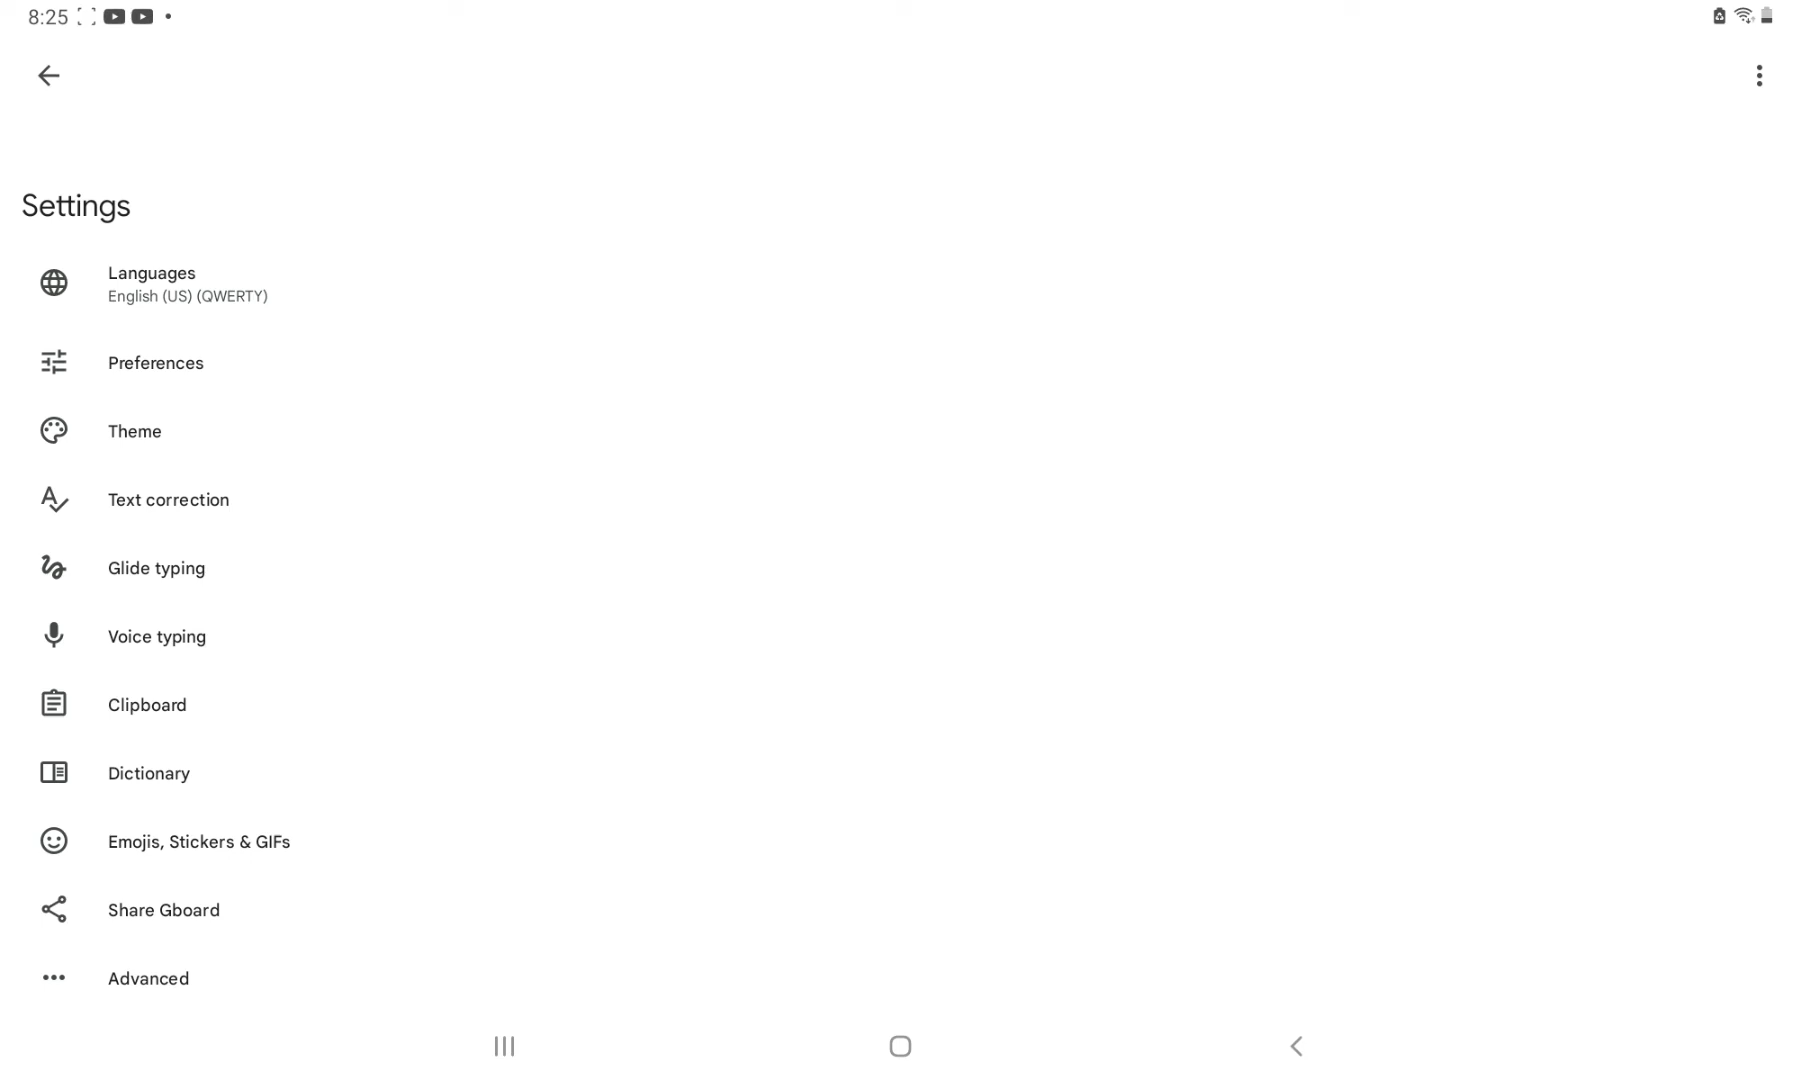 8:25
Settings
Languages
English (US) (QWERTY)
Preferences
Theme
Text correction
Glide typing
Voice typing
Clipboard
Dictionary
Emojis, Stickers & GIFs
Share Gboard
Advanced